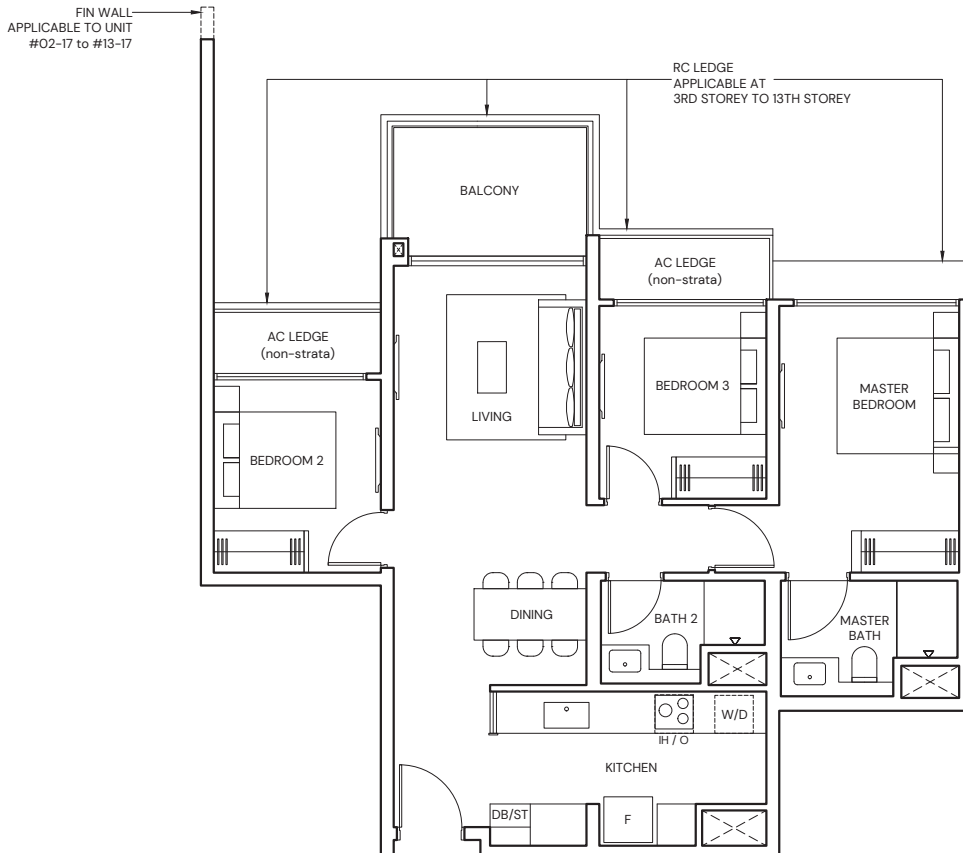 FIN WALL
APPLICABLE TO UNIT
#02-17 to #13-17
RC LEDGE
APPLICABLE AT
3RD STOREY TO 13TH STOREY
BALCONY
AC LEDGE
(non-strata)
AC LEDGE
(non-strata)
BEDROOM 3
MASTER
BEDROOM
LIVING
BEDROOM 2
DINING
BATH 2
MASTER
BATH
W/D
IH / O
KITCHEN
DB/ST
F